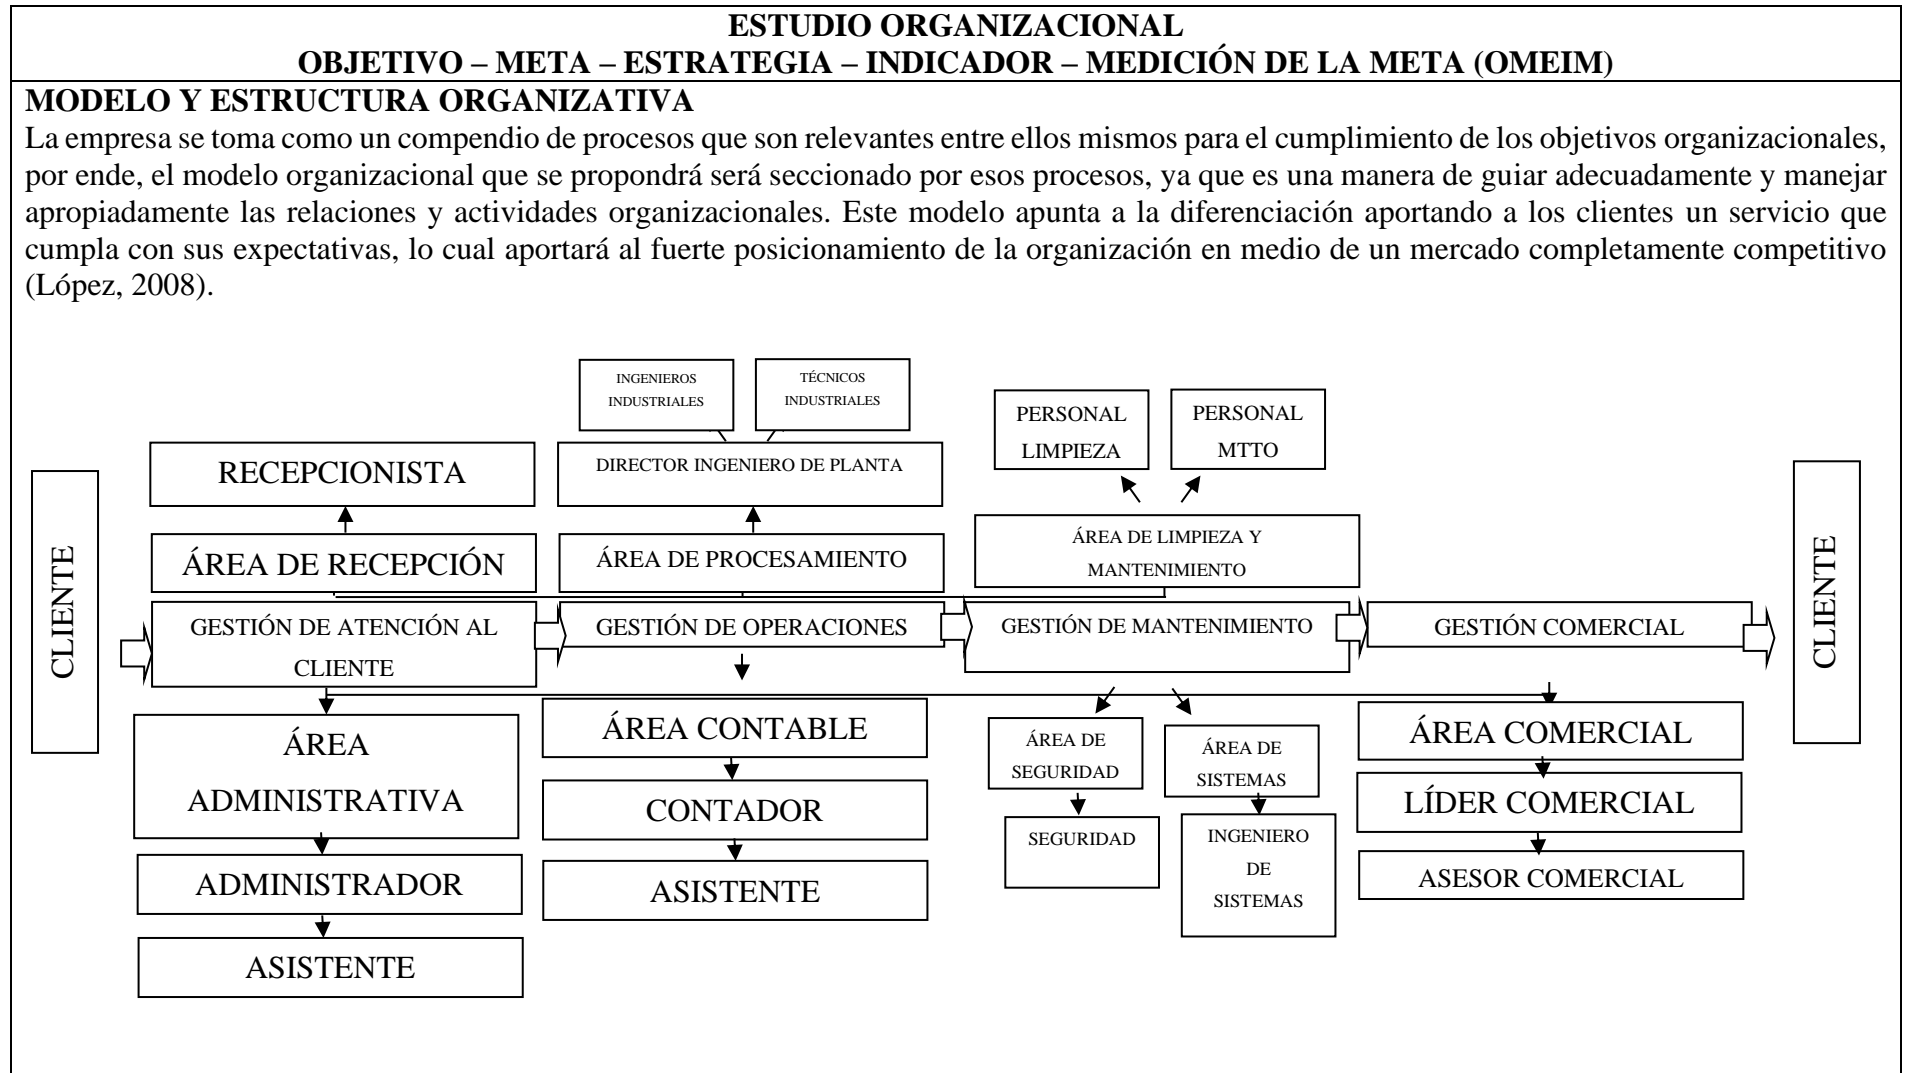 ESTUDIO ORGANIZACIONAL
OBJETIVO – META – ESTRATEGIA – INDICADOR – MEDICIÓN DE LA META (OMEIM)
MODELO Y ESTRUCTURA ORGANIZATIVA
La empresa se toma como un compendio de procesos que son relevantes entre ellos mismos para el cumplimiento de los objetivos organizacionales,
por ende, el modelo organizacional que se propondrá será seccionado por esos procesos, ya que es una manera de guiar adecuadamente y manejar
apropiadamente las relaciones y actividades organizacionales. Este modelo apunta a la diferenciación aportando a los clientes un servicio que
cumpla con sus expectativas, lo cual aportará al fuerte posicionamiento de la organización en medio de un mercado completamente competitivo
(López, 2008).
INGENIEROS
INDUSTRIALES
TÉCNICOS
INDUSTRIALES
PERSONAL
LIMPIEZA
PERSONAL
MTTO
RECEPCIONISTA
DIRECTOR INGENIERO DE PLANTA
ÁREA DE RECEPCIÓN
ÁREA DE PROCESAMIENTO
ÁREA DE LIMPIEZA Y
MANTENIMIENTO
CLIENTE
GESTIÓN DE ATENCIÓN AL
CLIENTE
GESTIÓN DE OPERACIONES
GESTIÓN DE MANTENIMIENTO
GESTIÓN COMERCIAL
CLIENTE
ÁREA
ADMINISTRATIVA
ÁREA CONTABLE
ÁREA DE
SEGURIDAD
ÁREA DE
SISTEMAS
ÁREA COMERCIAL
CONTADOR
SEGURIDAD
INGENIERO
DE
SISTEMAS
LÍDER COMERCIAL
ADMINISTRADOR
ASISTENTE
ASESOR COMERCIAL
ASISTENTE